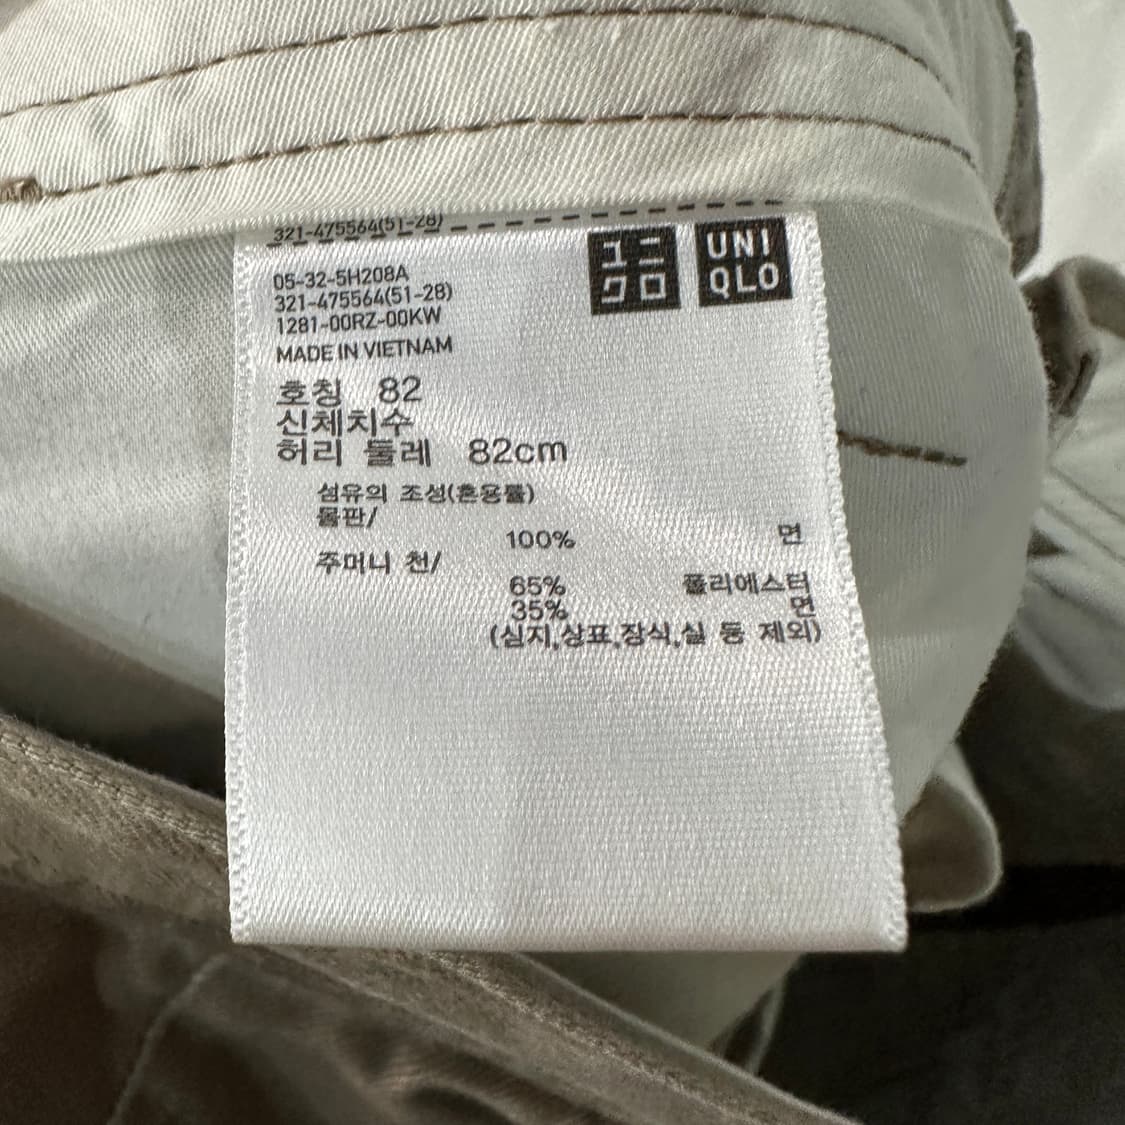 321-475564(51-28)
ユニ
クロ
UNI
QLO
05-32-5H208A
321-475564(51-28)
1281-00RZ-00KW
MADE IN VIETNAM
호칭 82
신체치수
허리 둘레 82cm
섬유의 조성(혼용률)
몸판/
100% 면
주머니 천/
65% 폴리에스터
35% 면
(심지,상표,장식,실 등 제외)